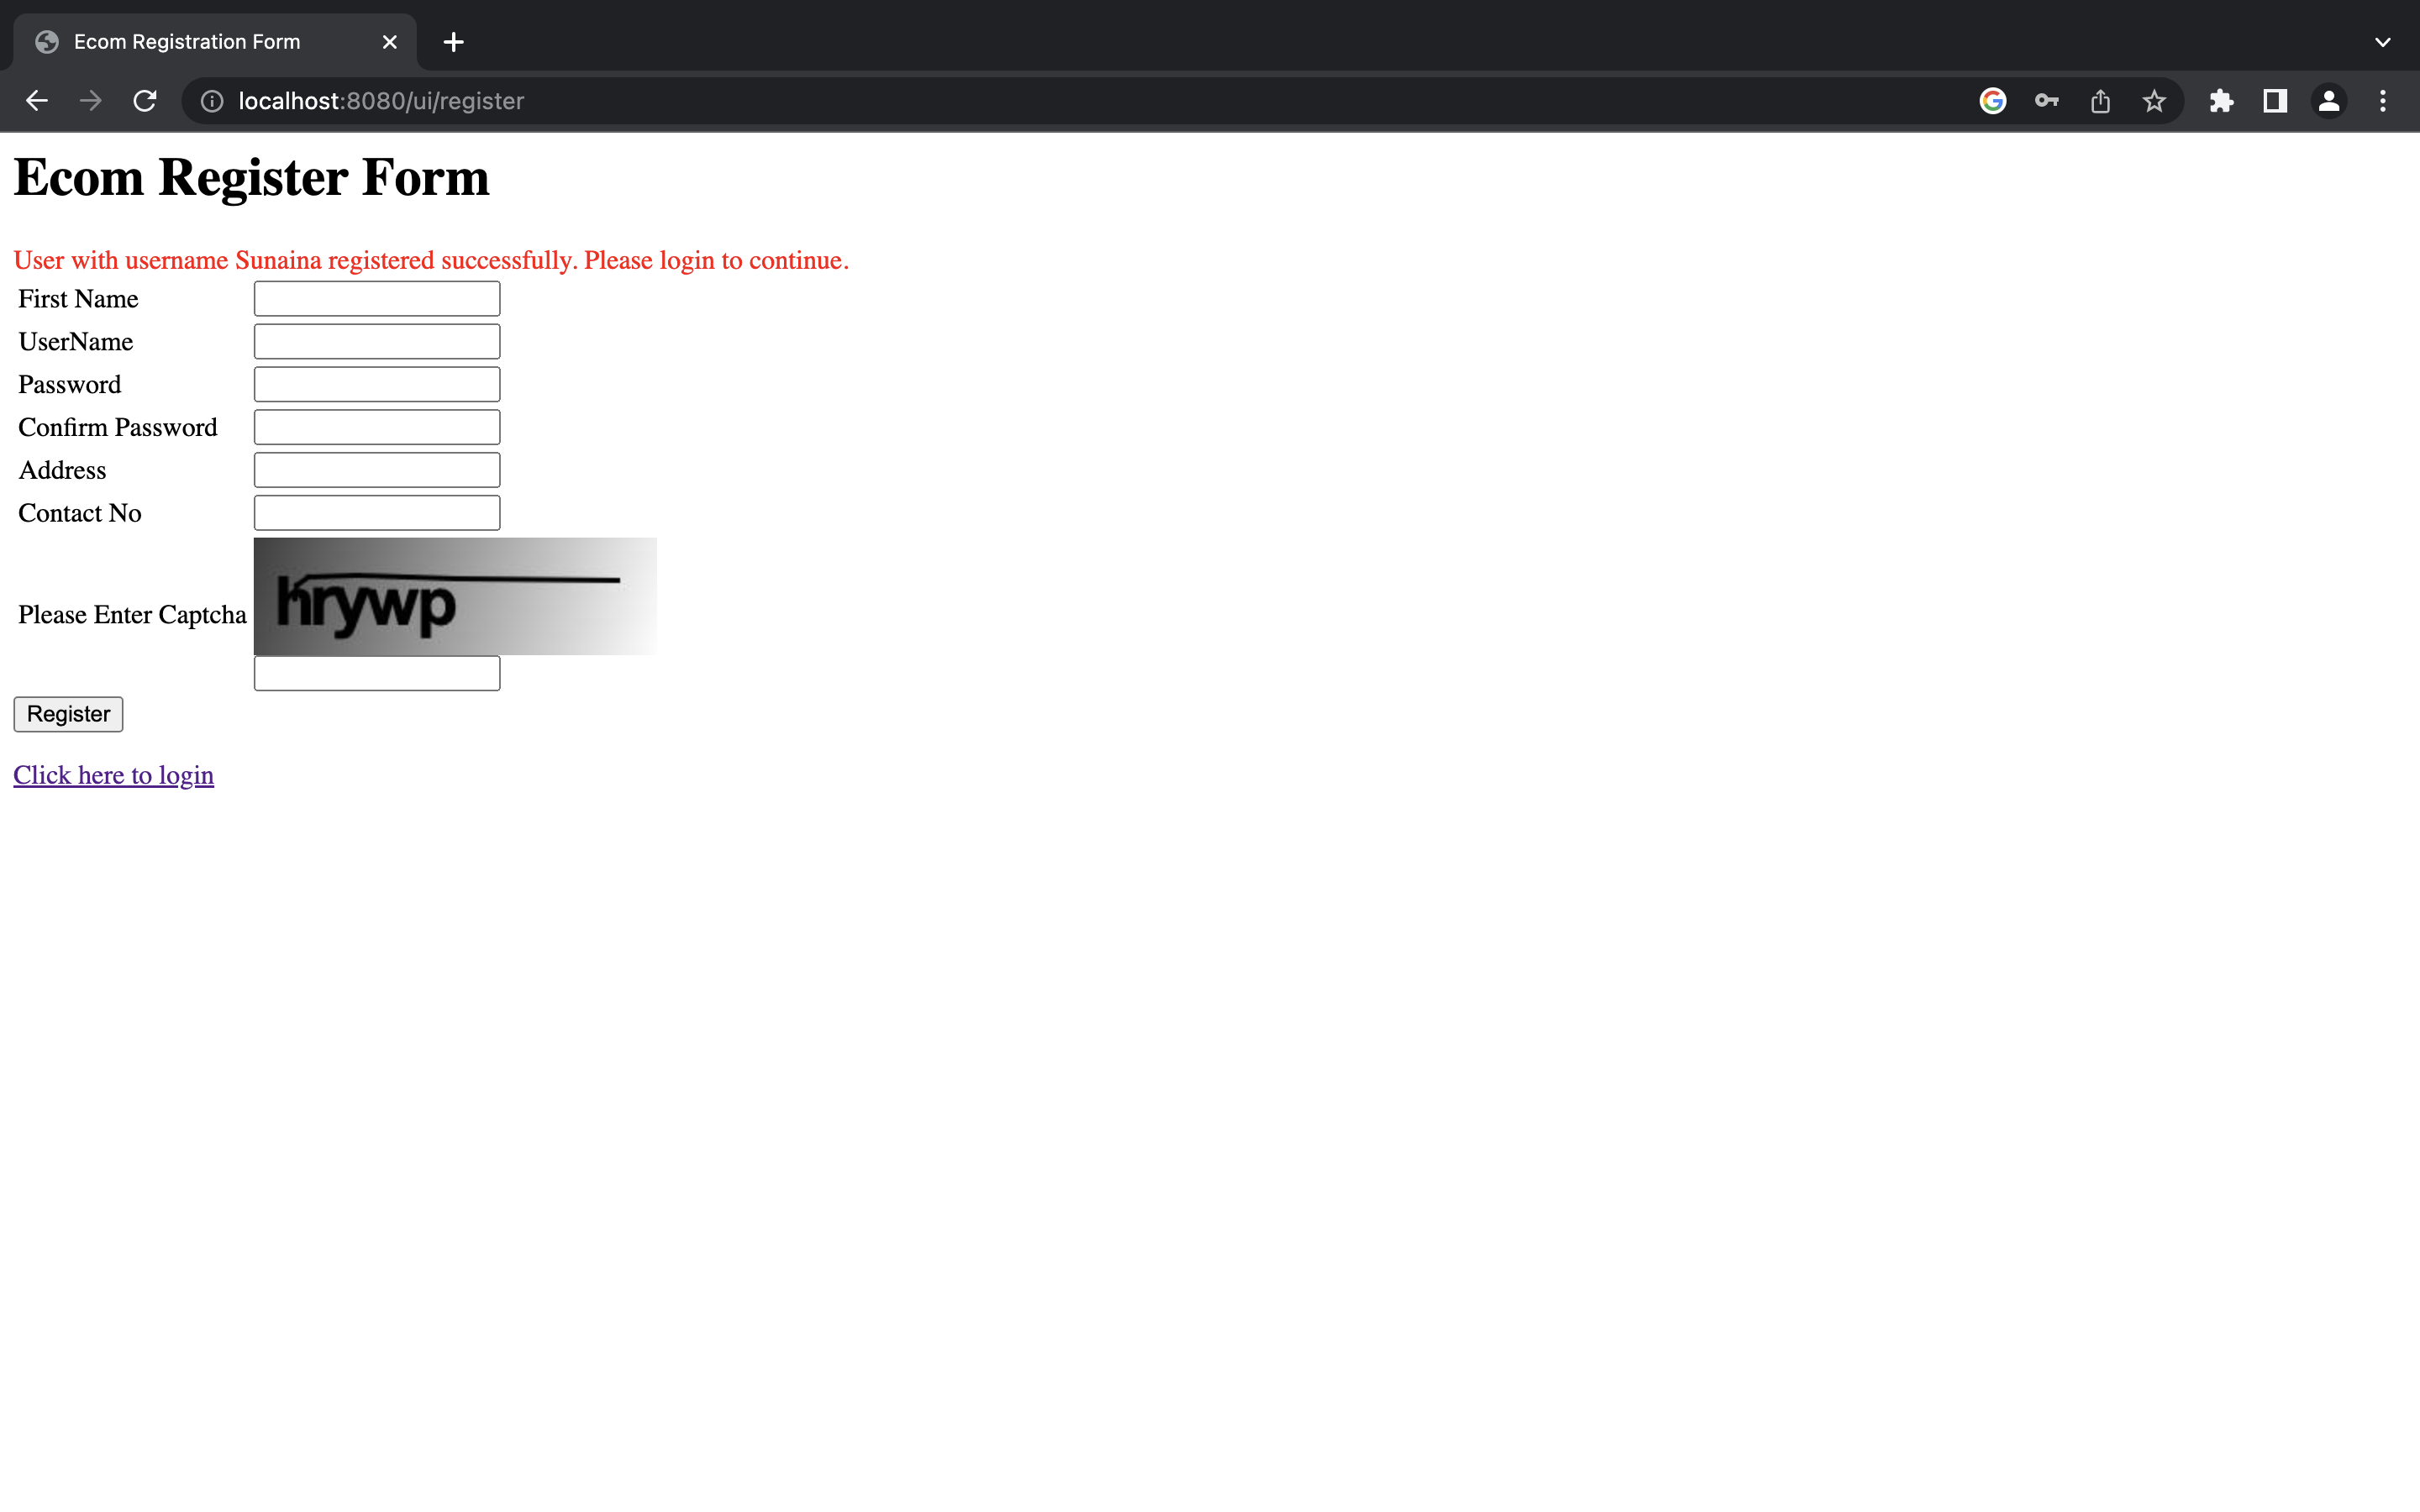 Ecom Registration Form
localhost:8080/ui/register
Ecom Register Form
User with username Sunaina registered successfully. Please login to continue.
First Name
UserName
Password
Confirm Password
Address
Contact No
hrywp
Please Enter Captcha
Register
Click here to login